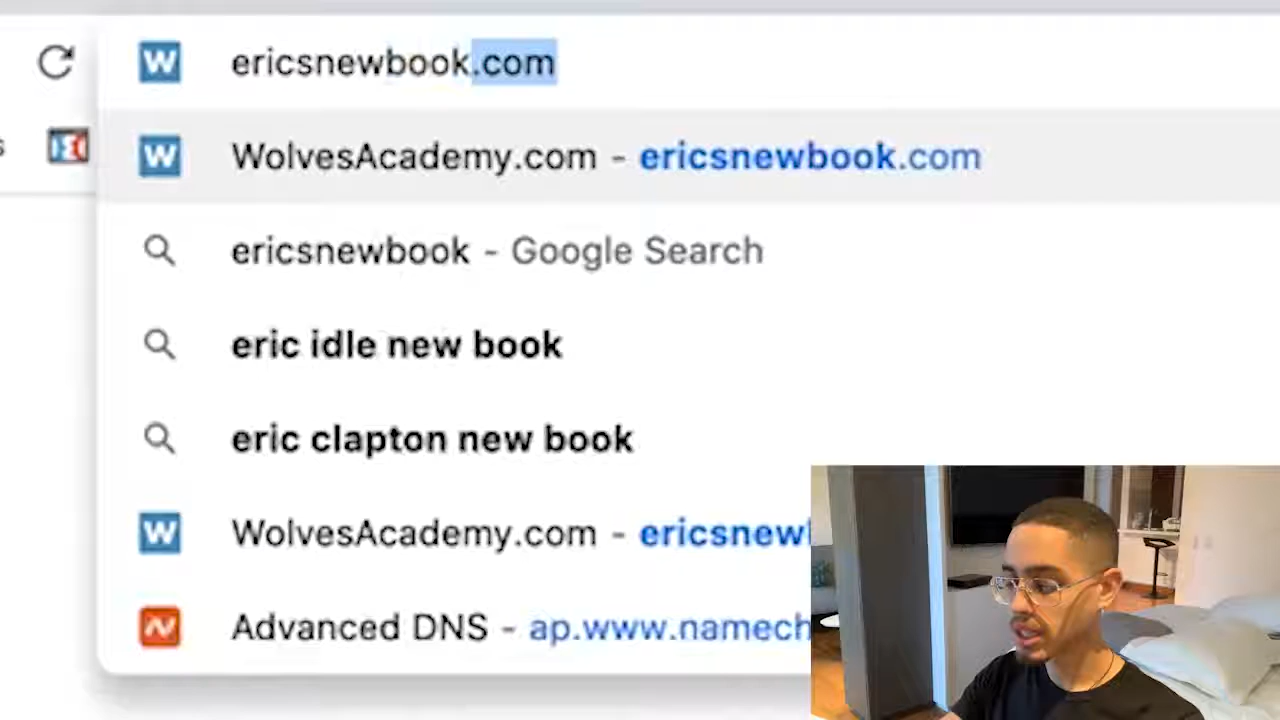 ericsnewbook.com
s
WolvesAcademy.com - ericsnewbook.com
ericsnewbook - Google Search
eric idle new book
eric clapton new book
WolvesAcademy.com - ericsnew
Advanced DNS - ap.www.namech